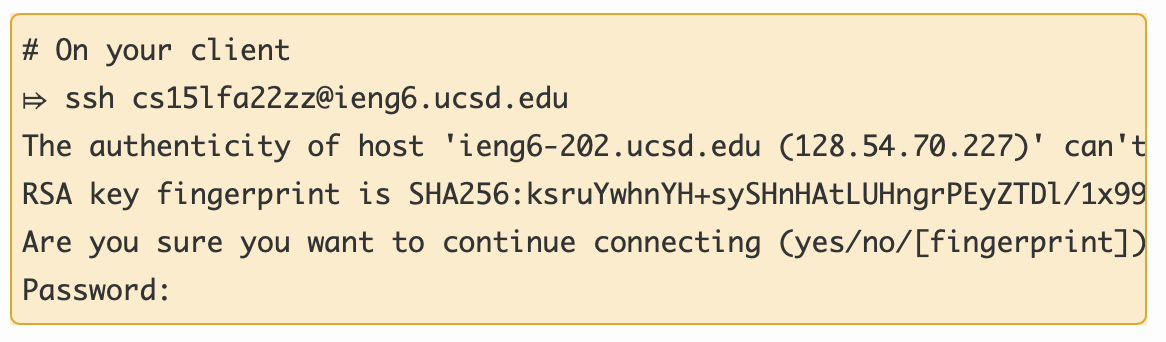 # On your client
⤇ ssh cs15lfa22zz@ieng6.ucsd.edu
The authenticity of host 'ieng6-202.ucsd.edu (128.54.70.227)' can't
RSA key fingerprint is SHA256:ksruYwhnYH+sySHnHAtLUHngrPEyZTDl/1x99
Are you sure you want to continue connecting (yes/no/[fingerprint])
Password: